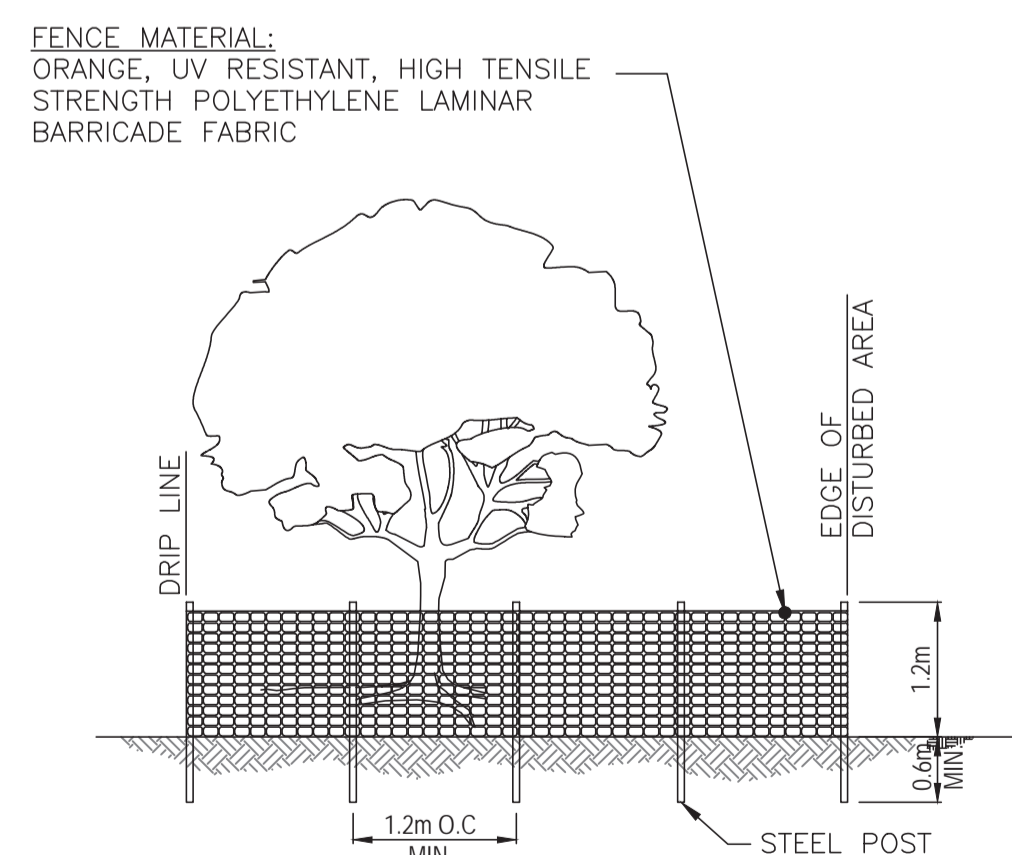 FENCE MATERIAL:
ORANGE, UV RESISTANT, HIGH TENSILE
STRENGTH POLYETHYLENE LAMINAR
BARRICADE FABRIC
DRIP LINE
EDGE OF
DISTURBED AREA
1.2m
0.6m
MIN
1.2m O.C
MIN
STEEL POST